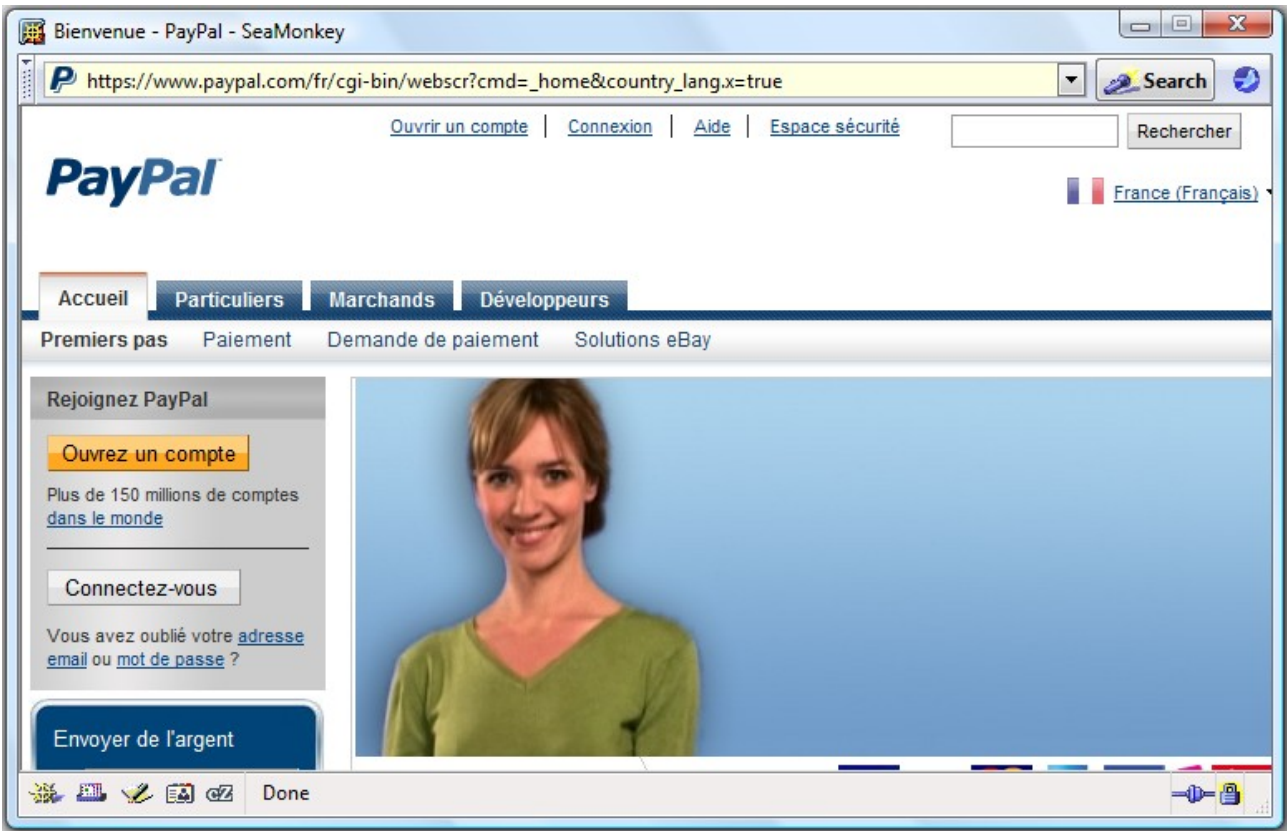 Bienvenue - PayPal - SeaMonkey
https://www.paypal.com/fr/cgi-bin/webscr?cmd=_home&country_lang.x=true Search
Ouvrir un compte | Connexion | Aide | Espace sécurité Rechercher
PayPal
France (Français)
Accueil Particuliers Marchands Développeurs
Premiers pas Paiement Demande de paiement Solutions eBay
Rejoignez PayPal
Ouvrez un compte
Plus de 150 millions de comptes
dans le monde
Connectez-vous
Vous avez oublié votre adresse
email ou mot de passe ?
Envoyer de l'argent
Done